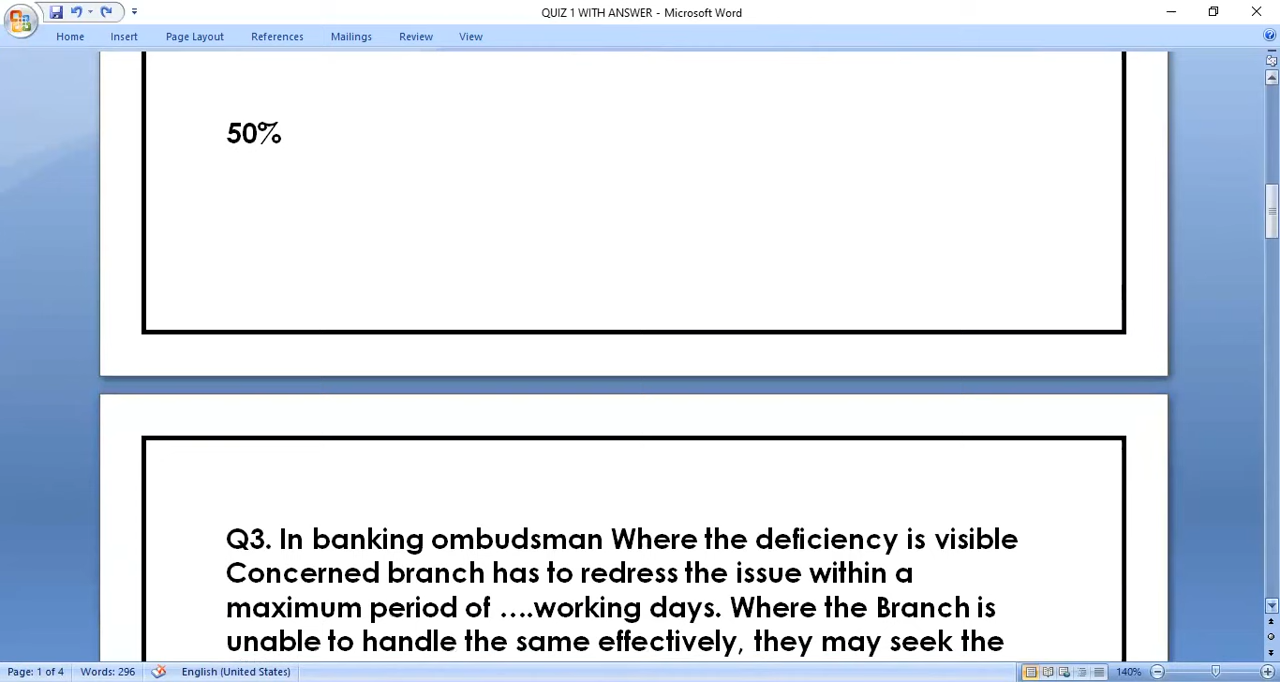 QUIZ 1 WITH ANSWER - Microsoft Word
Home Insert Page Layout References Mailings Review View
50%
Q3. In banking ombudsman Where the deficiency is visible
Concerned branch has to redress the issue within a
maximum period of ....working days. Where the Branch is
unable to handle the same effectively, they may seek the
Page: 1 of 4 Words: 296 English (United States) 140%